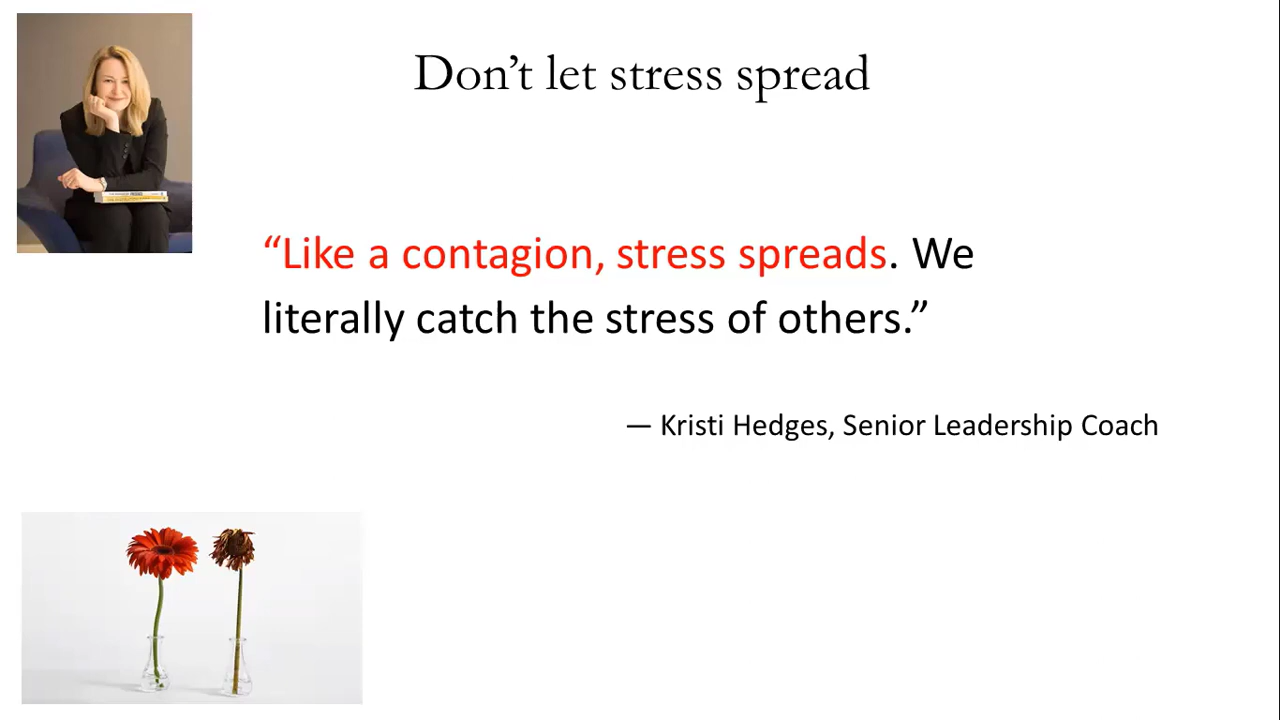 Don’t let stress spread
“Like a contagion, stress spreads. We
literally catch the stress of others.”
— Kristi Hedges, Senior Leadership Coach